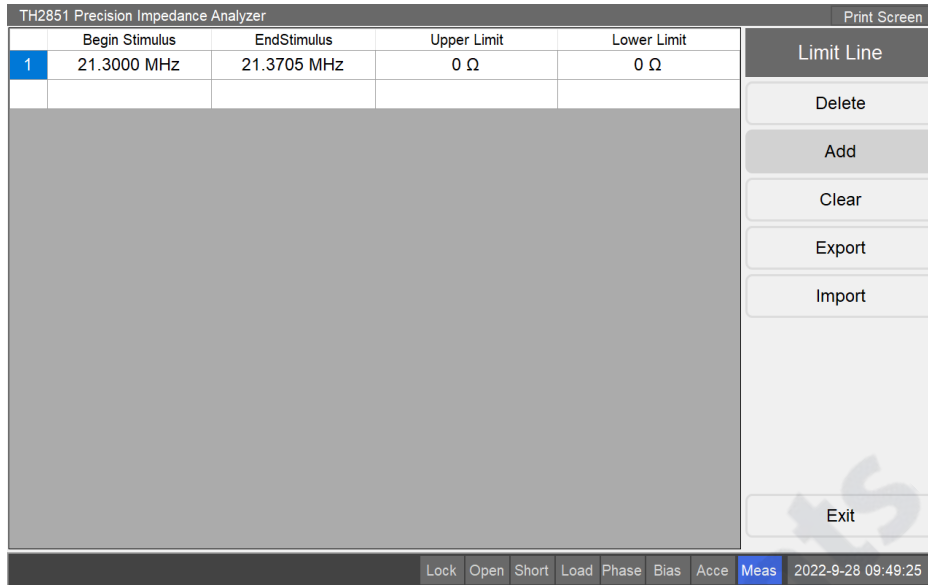 TH2851 Precision Impedance Analyzer Print Screen
Begin Stimulus EndStimulus Upper Limit Lower Limit
1 21.3000 MHz 21.3705 MHz 0 Ω 0 Ω
Limit Line
Delete
Add
Clear
Export
Import
Exit
Lock Open Short Load Phase Bias Acce Meas 2022-9-28 09:49:25